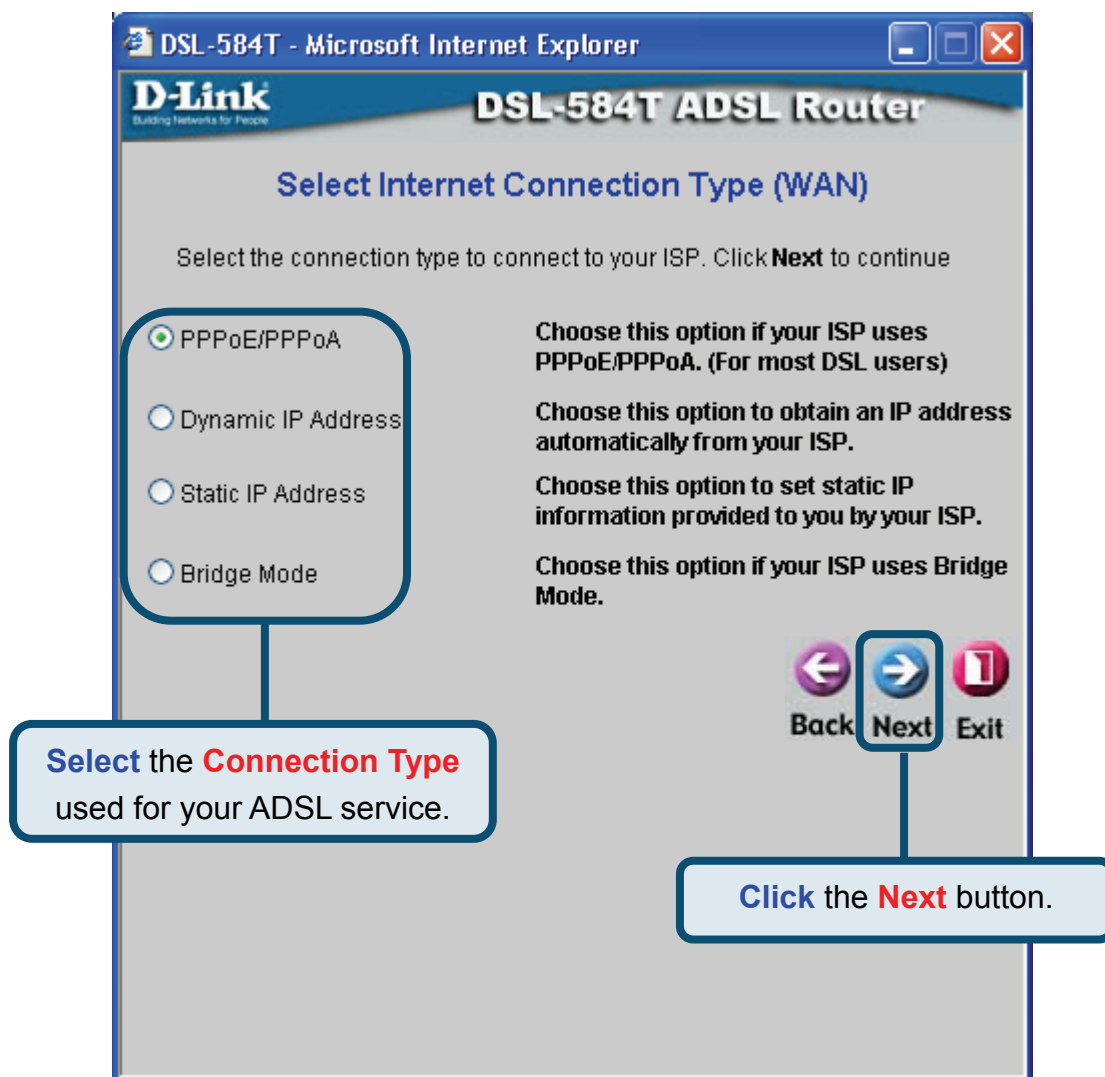 DSL-584T - Microsoft Internet Explorer
D-Link
Building Networks for People
DSL-584T ADSL Router
Select Internet Connection Type (WAN)
Select the connection type to connect to your ISP. Click Next to continue
PPPoE/PPPoA
Choose this option if your ISP uses
PPPoE/PPPoA. (For most DSL users)
Dynamic IP Address
Choose this option to obtain an IP address
automatically from your ISP.
Static IP Address
Choose this option to set static IP
information provided to you by your ISP.
Bridge Mode
Choose this option if your ISP uses Bridge
Mode.
Back Next Exit
Select the Connection Type
used for your ADSL service.
Click the Next button.